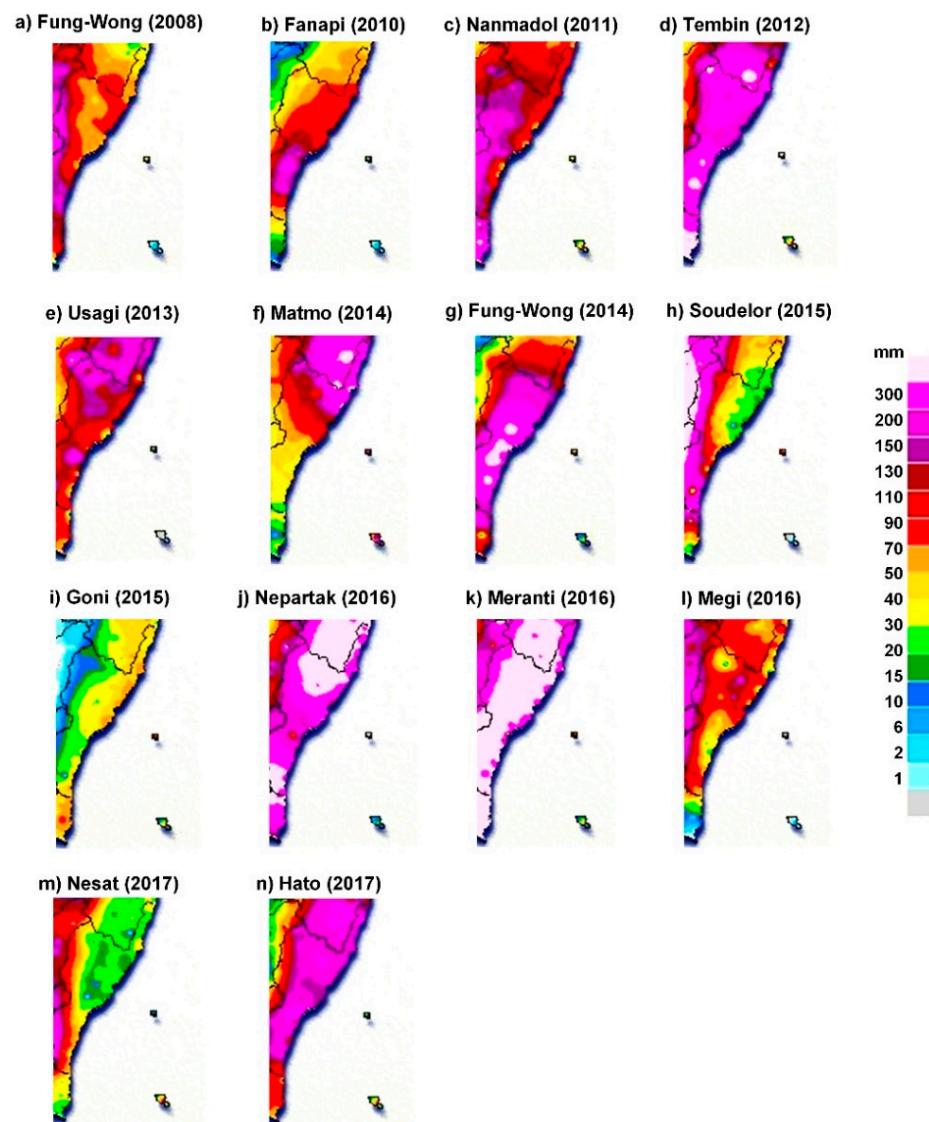 a) Fung-Wong (2008)
b) Fanapi (2010)
c) Nanmadol (2011)
d) Tembin (2012)
e) Usagi (2013)
f) Matmo (2014)
g) Fung-Wong (2014)
h) Soudelor (2015)
mm
300
200
150
130
110
90
70
50
40
30
20
15
10
6
2
1
i) Goni (2015)
j) Nepartak (2016)
k) Meranti (2016)
l) Megi (2016)
m) Nesat (2017)
n) Hato (2017)